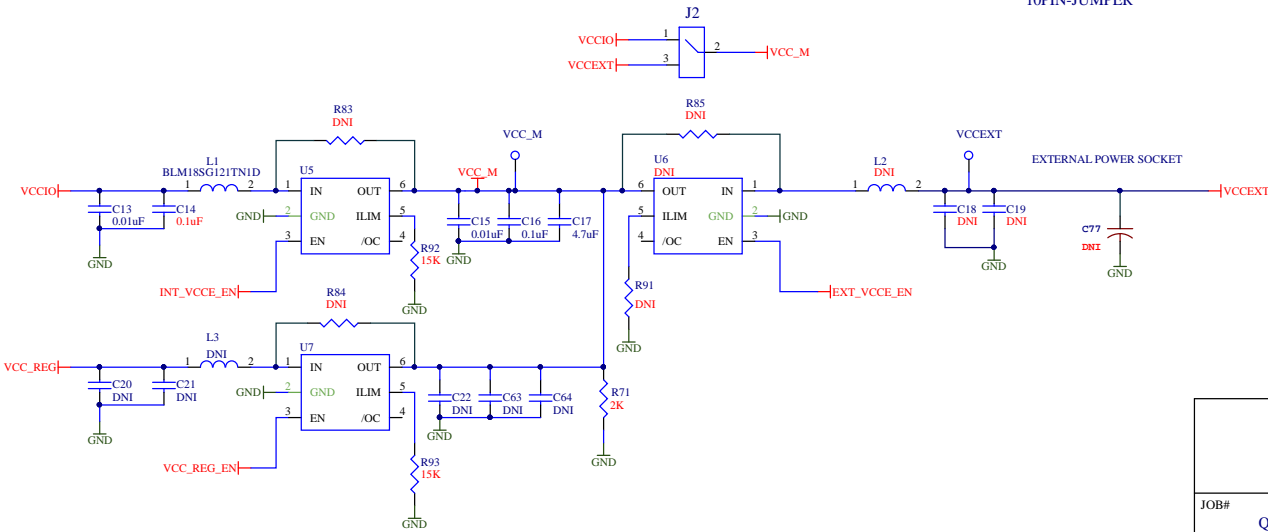 10PIN-JUMPER
J2
VCCIO 1
2 VCC_M
VCCEXT 3
R83
DNI
R85
DNI
VCC_M
VCCEXT
L1
BLM18SG121TN1D
U5
VCC_M
U6
DNI
L2
DNI
EXTERNAL POWER SOCKET
VCCIO 1 2 1 IN OUT 6
6 OUT IN 1 1 2 VCCEXT
C13
0.01uF
C14
0.1uF
GND 2 GND ILIM 5
C15
0.01uF
C16
0.1uF
C17
4.7uF
5 ILIM GND 2 GND
C18
DNI
C19
DNI
C77
DNI
3 EN /OC 4
4 /OC EN 3
R92
15K
GND
GND
GND
GND
INT_VCCE_EN
GND
R84
DNI
R91
DNI
EXT_VCCE_EN
L3
DNI
U7
GND
VCC_REG 1 2 1 IN OUT 6
C20
DNI
C21
DNI
GND 2 GND ILIM 5
C22
DNI
C63
DNI
C64
DNI
R71
2K
3 EN /OC 4
GND
GND
GND
VCC_REG_EN
R93
15K
GND
JOB#
Q